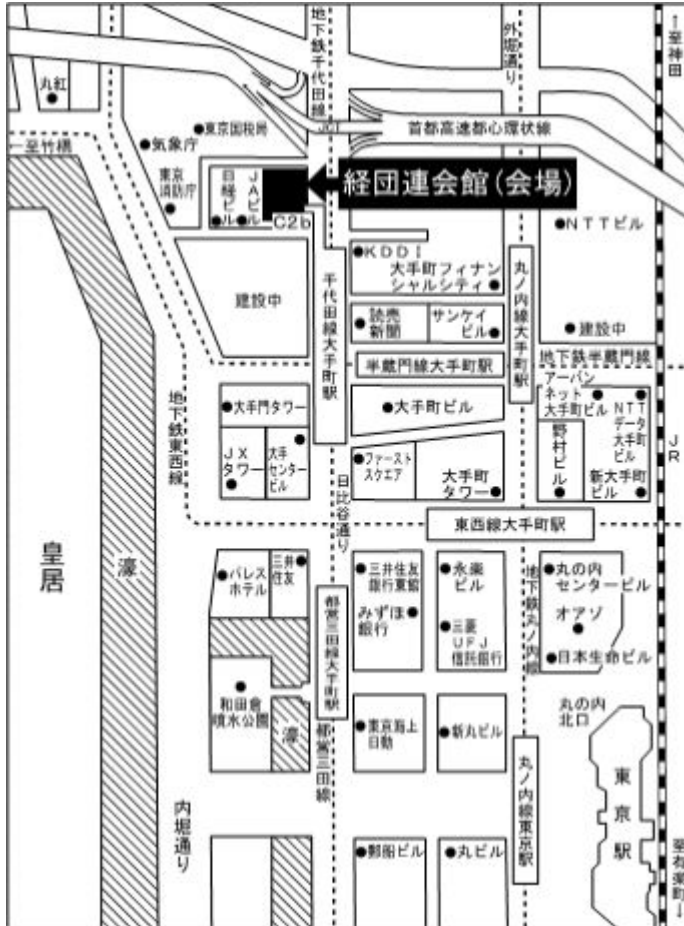 丸紅
地下鉄千代田線
外堀通り
↑至神田
東京国税局
気象庁
JCT
首都高速都心環状線
←至竹橋
東京
消防庁
日経ビル
JAビル
経団連会館(会場)
C2b
NTTビル
KDDI
大手町フィナン
シャルシティ
千代田線大手町駅
丸ノ内線大手町駅
建設中
読売
新聞
サンケイ
ビル
建設中
半蔵門線大手町駅
地下鉄半蔵門線
地下鉄東西線
大手門タワー
大手町ビル
アーバン
ネット
大手町ビル
NTT
データ
大手町
ビル
JR
JX
タワー
大手
センター
ビル
ファースト
スクエア
大手町
タワー
野村ビル
新大手町
ビル
日比谷通り
東西線大手町駅
皇居
濠
パレス
ホテル
三井
住友
三井住友
銀行東館
永楽
ビル
地下鉄丸ノ内線
丸の内
センタービル
オアゾ
都営三田線大手町駅
みずほ
銀行
三菱
UFJ
信託銀行
日本生命ビル
和田倉
噴水公園
濠
都営三田線
東京海上
日動
新丸ビル
丸の内
北口
丸ノ内線東京駅
東京駅
内堀通り
郵船ビル
丸ビル
至有楽町↓